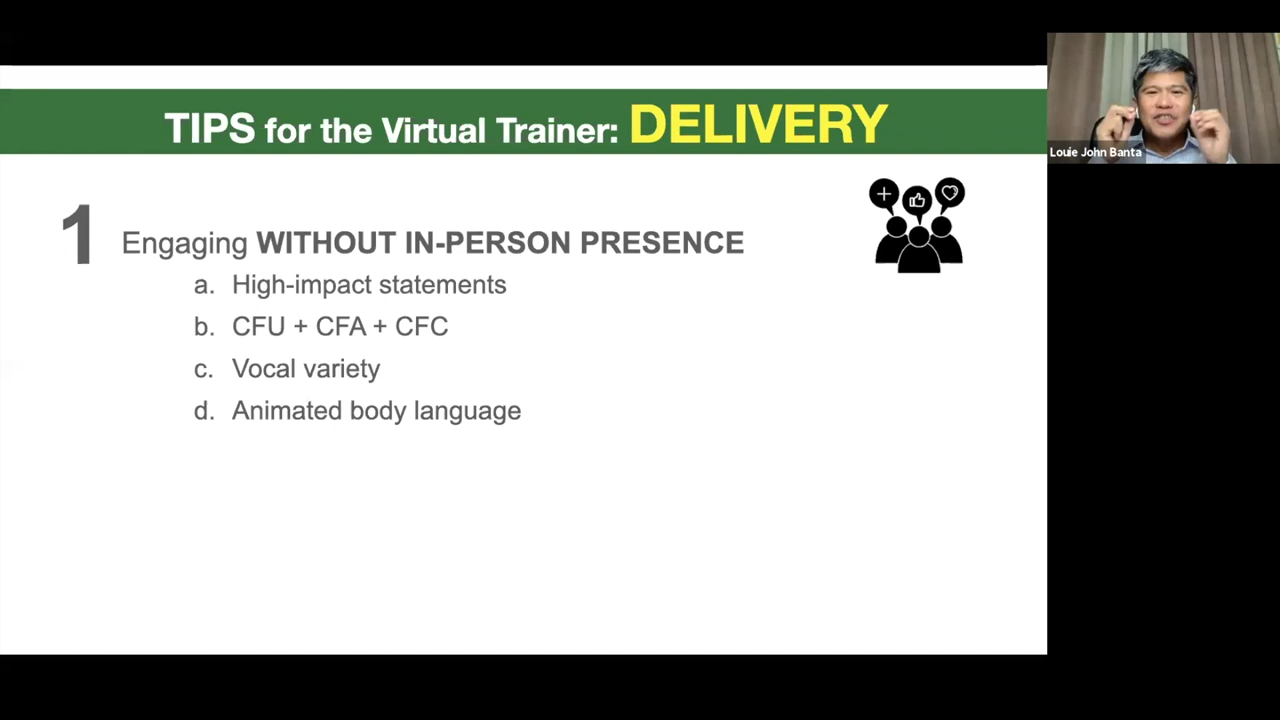 TIPS for the Virtual Trainer: DELIVERY
1 Engaging WITHOUT IN-PERSON PRESENCE
a. High-impact statements
b. CFU + CFA + CFC
c. Vocal variety
d. Animated body language
Louie John Banta